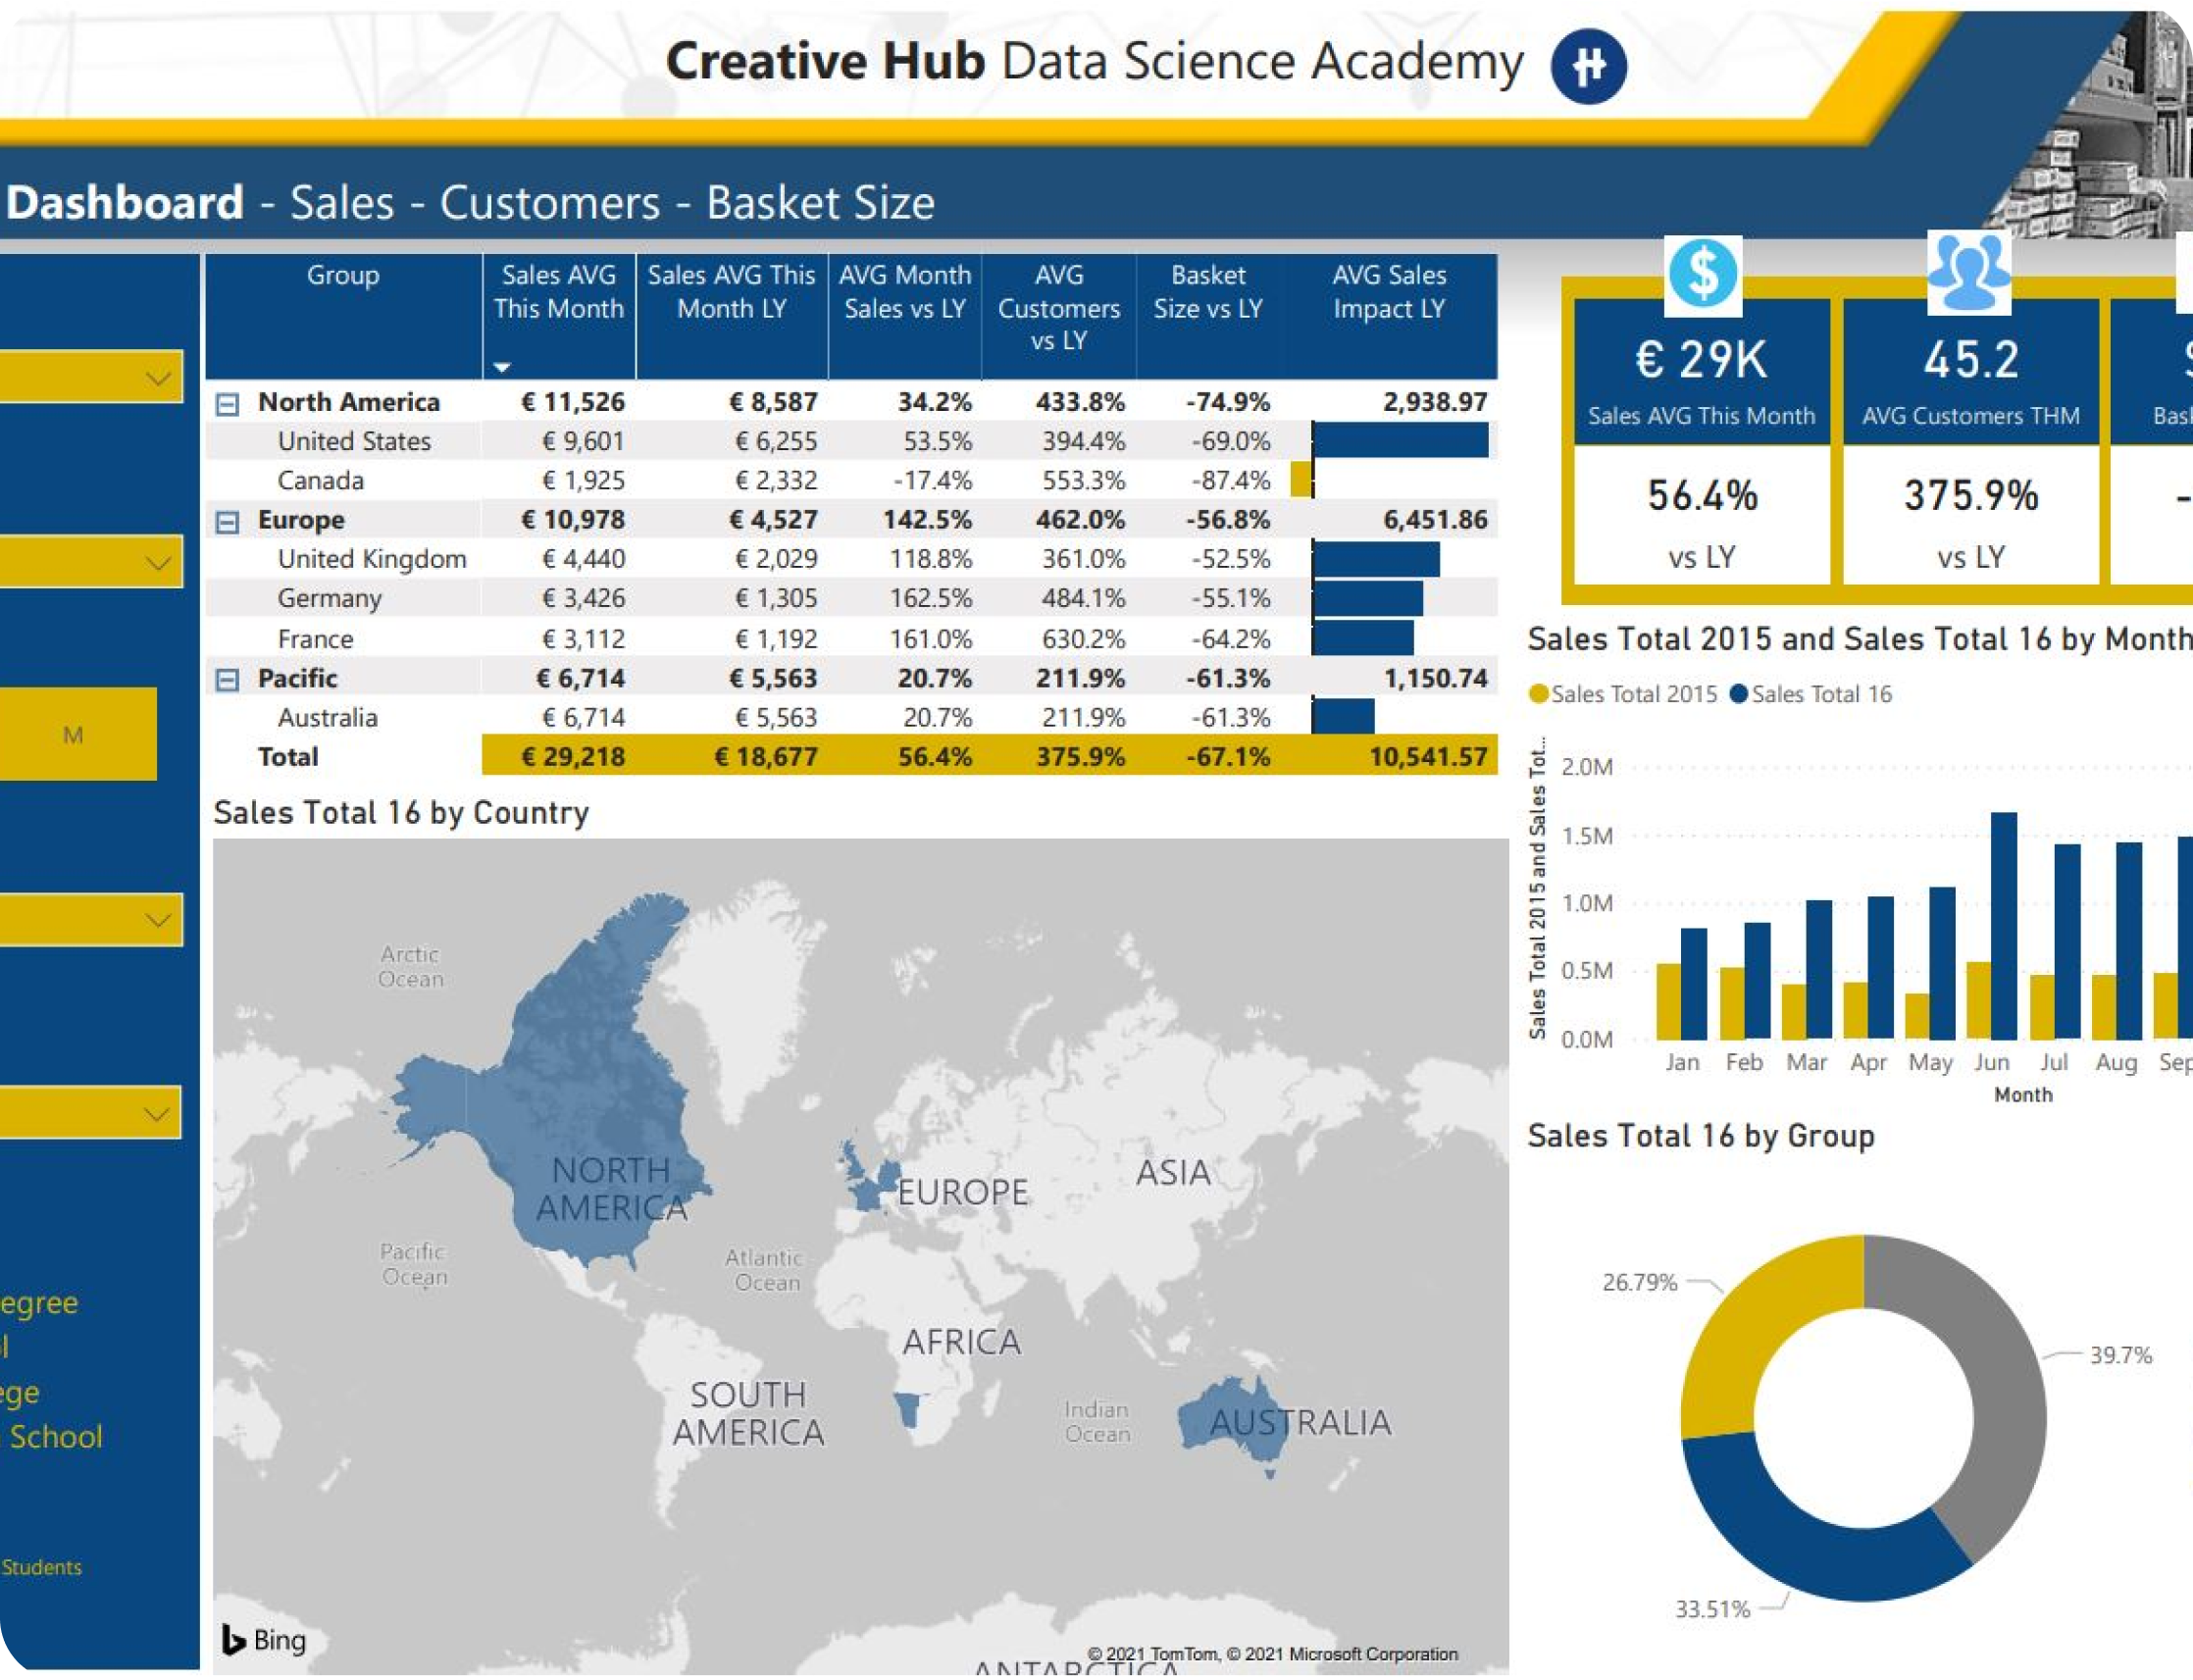 Creative Hub Data Science Academy
Dashboard - Sales - Customers - Basket Size
M
egree
ege
School
Students
Group Sales AVG This Month Sales AVG This Month LY AVG Month Sales vs LY AVG Customers vs LY Basket Size vs LY AVG Sales Impact LY
North America € 11,526 € 8,587 34.2% 433.8% -74.9% 2,938.97
United States € 9,601 € 6,255 53.5% 394.4% -69.0%
Canada € 1,925 € 2,332 -17.4% 553.3% -87.4%
Europe € 10,978 € 4,527 142.5% 462.0% -56.8% 6,451.86
United Kingdom € 4,440 € 2,029 118.8% 361.0% -52.5%
Germany € 3,426 € 1,305 162.5% 484.1% -55.1%
France € 3,112 € 1,192 161.0% 630.2% -64.2%
Pacific € 6,714 € 5,563 20.7% 211.9% -61.3% 1,150.74
Australia € 6,714 € 5,563 20.7% 211.9% -61.3%
Total € 29,218 € 18,677 56.4% 375.9% -67.1% 10,541.57
Sales Total 16 by Country
Arctic
Ocean
NORTH
AMERICA
EUROPE
ASIA
Pacific
Ocean
Atlantic
Ocean
AFRICA
SOUTH
AMERICA
Indian
Ocean
AUSTRALIA
Bing
© 2021 TomTom, © 2021 Microsoft Corporation
ANTARCTICA
$
€ 29K
Sales AVG This Month
56.4%
vs LY
45.2
AVG Customers THM
375.9%
vs LY
Bas
-
Sales Total 2015 and Sales Total 16 by Month
Sales Total 2015 Sales Total 16
Sales Total 2015 and Sales Tot...
2.0M
1.5M
1.0M
0.5M
0.0M
Jan Feb Mar Apr May Jun Jul Aug Sep
Month
Sales Total 16 by Group
26.79%
39.7%
33.51%